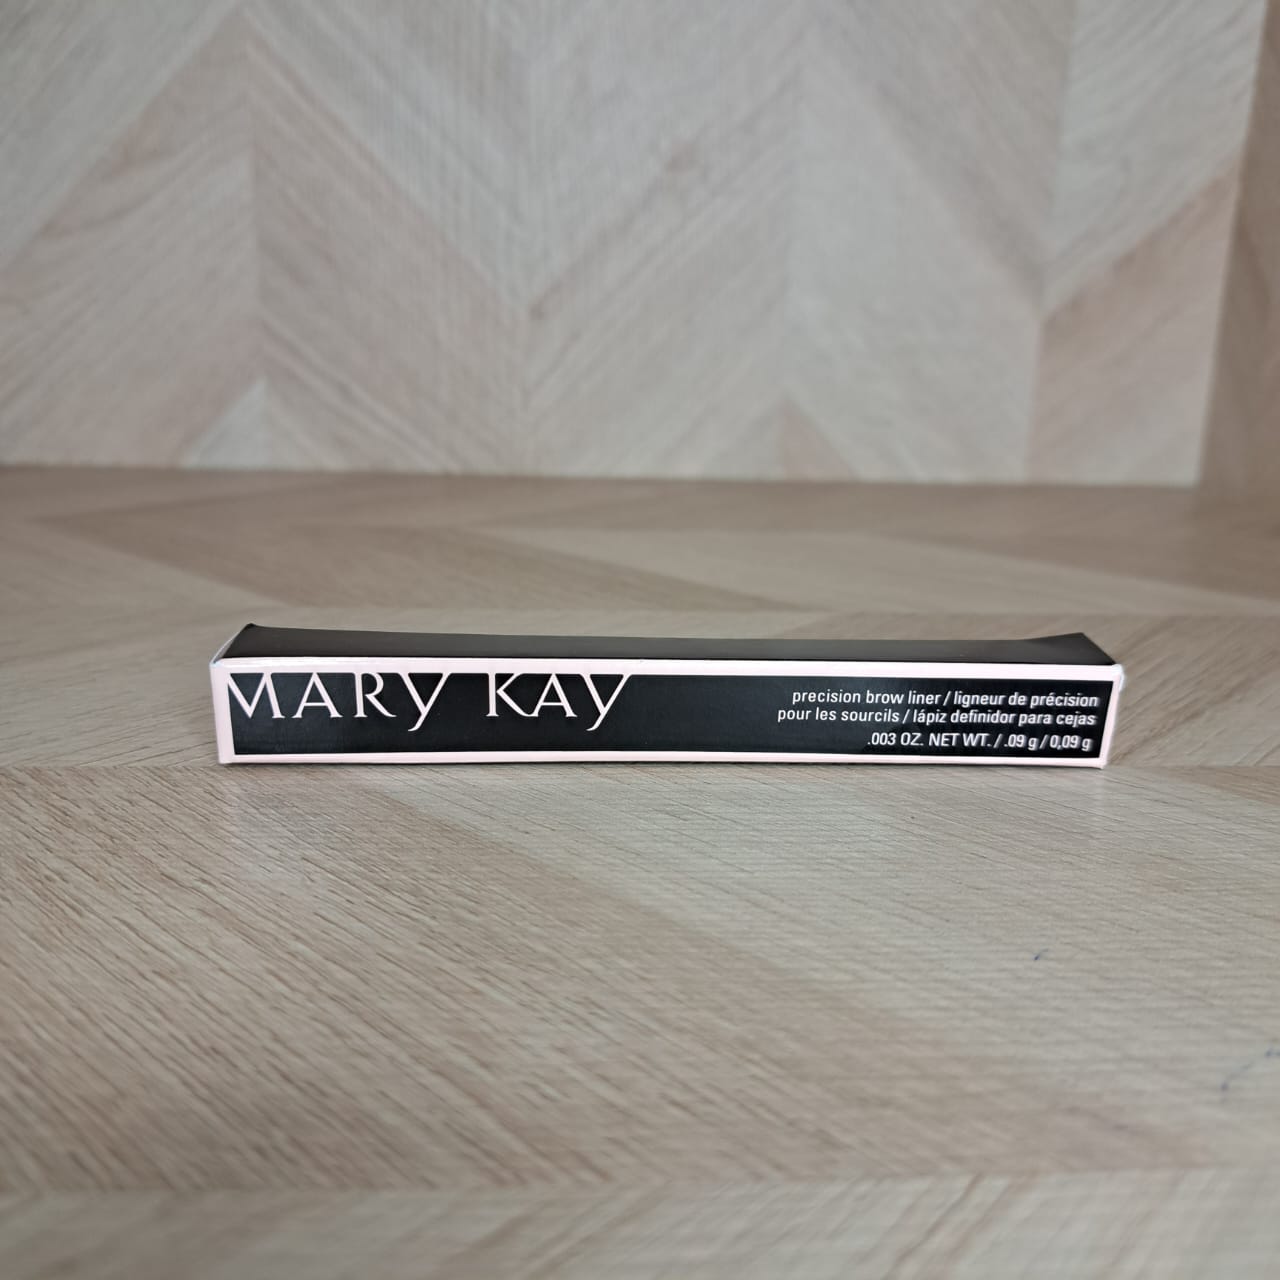 MARY KAY
precision brow liner / ligneur de précision
pour les sourcils / lápiz definidor para cejas
.003 OZ. NET WT. / .09 g / 0,09 g